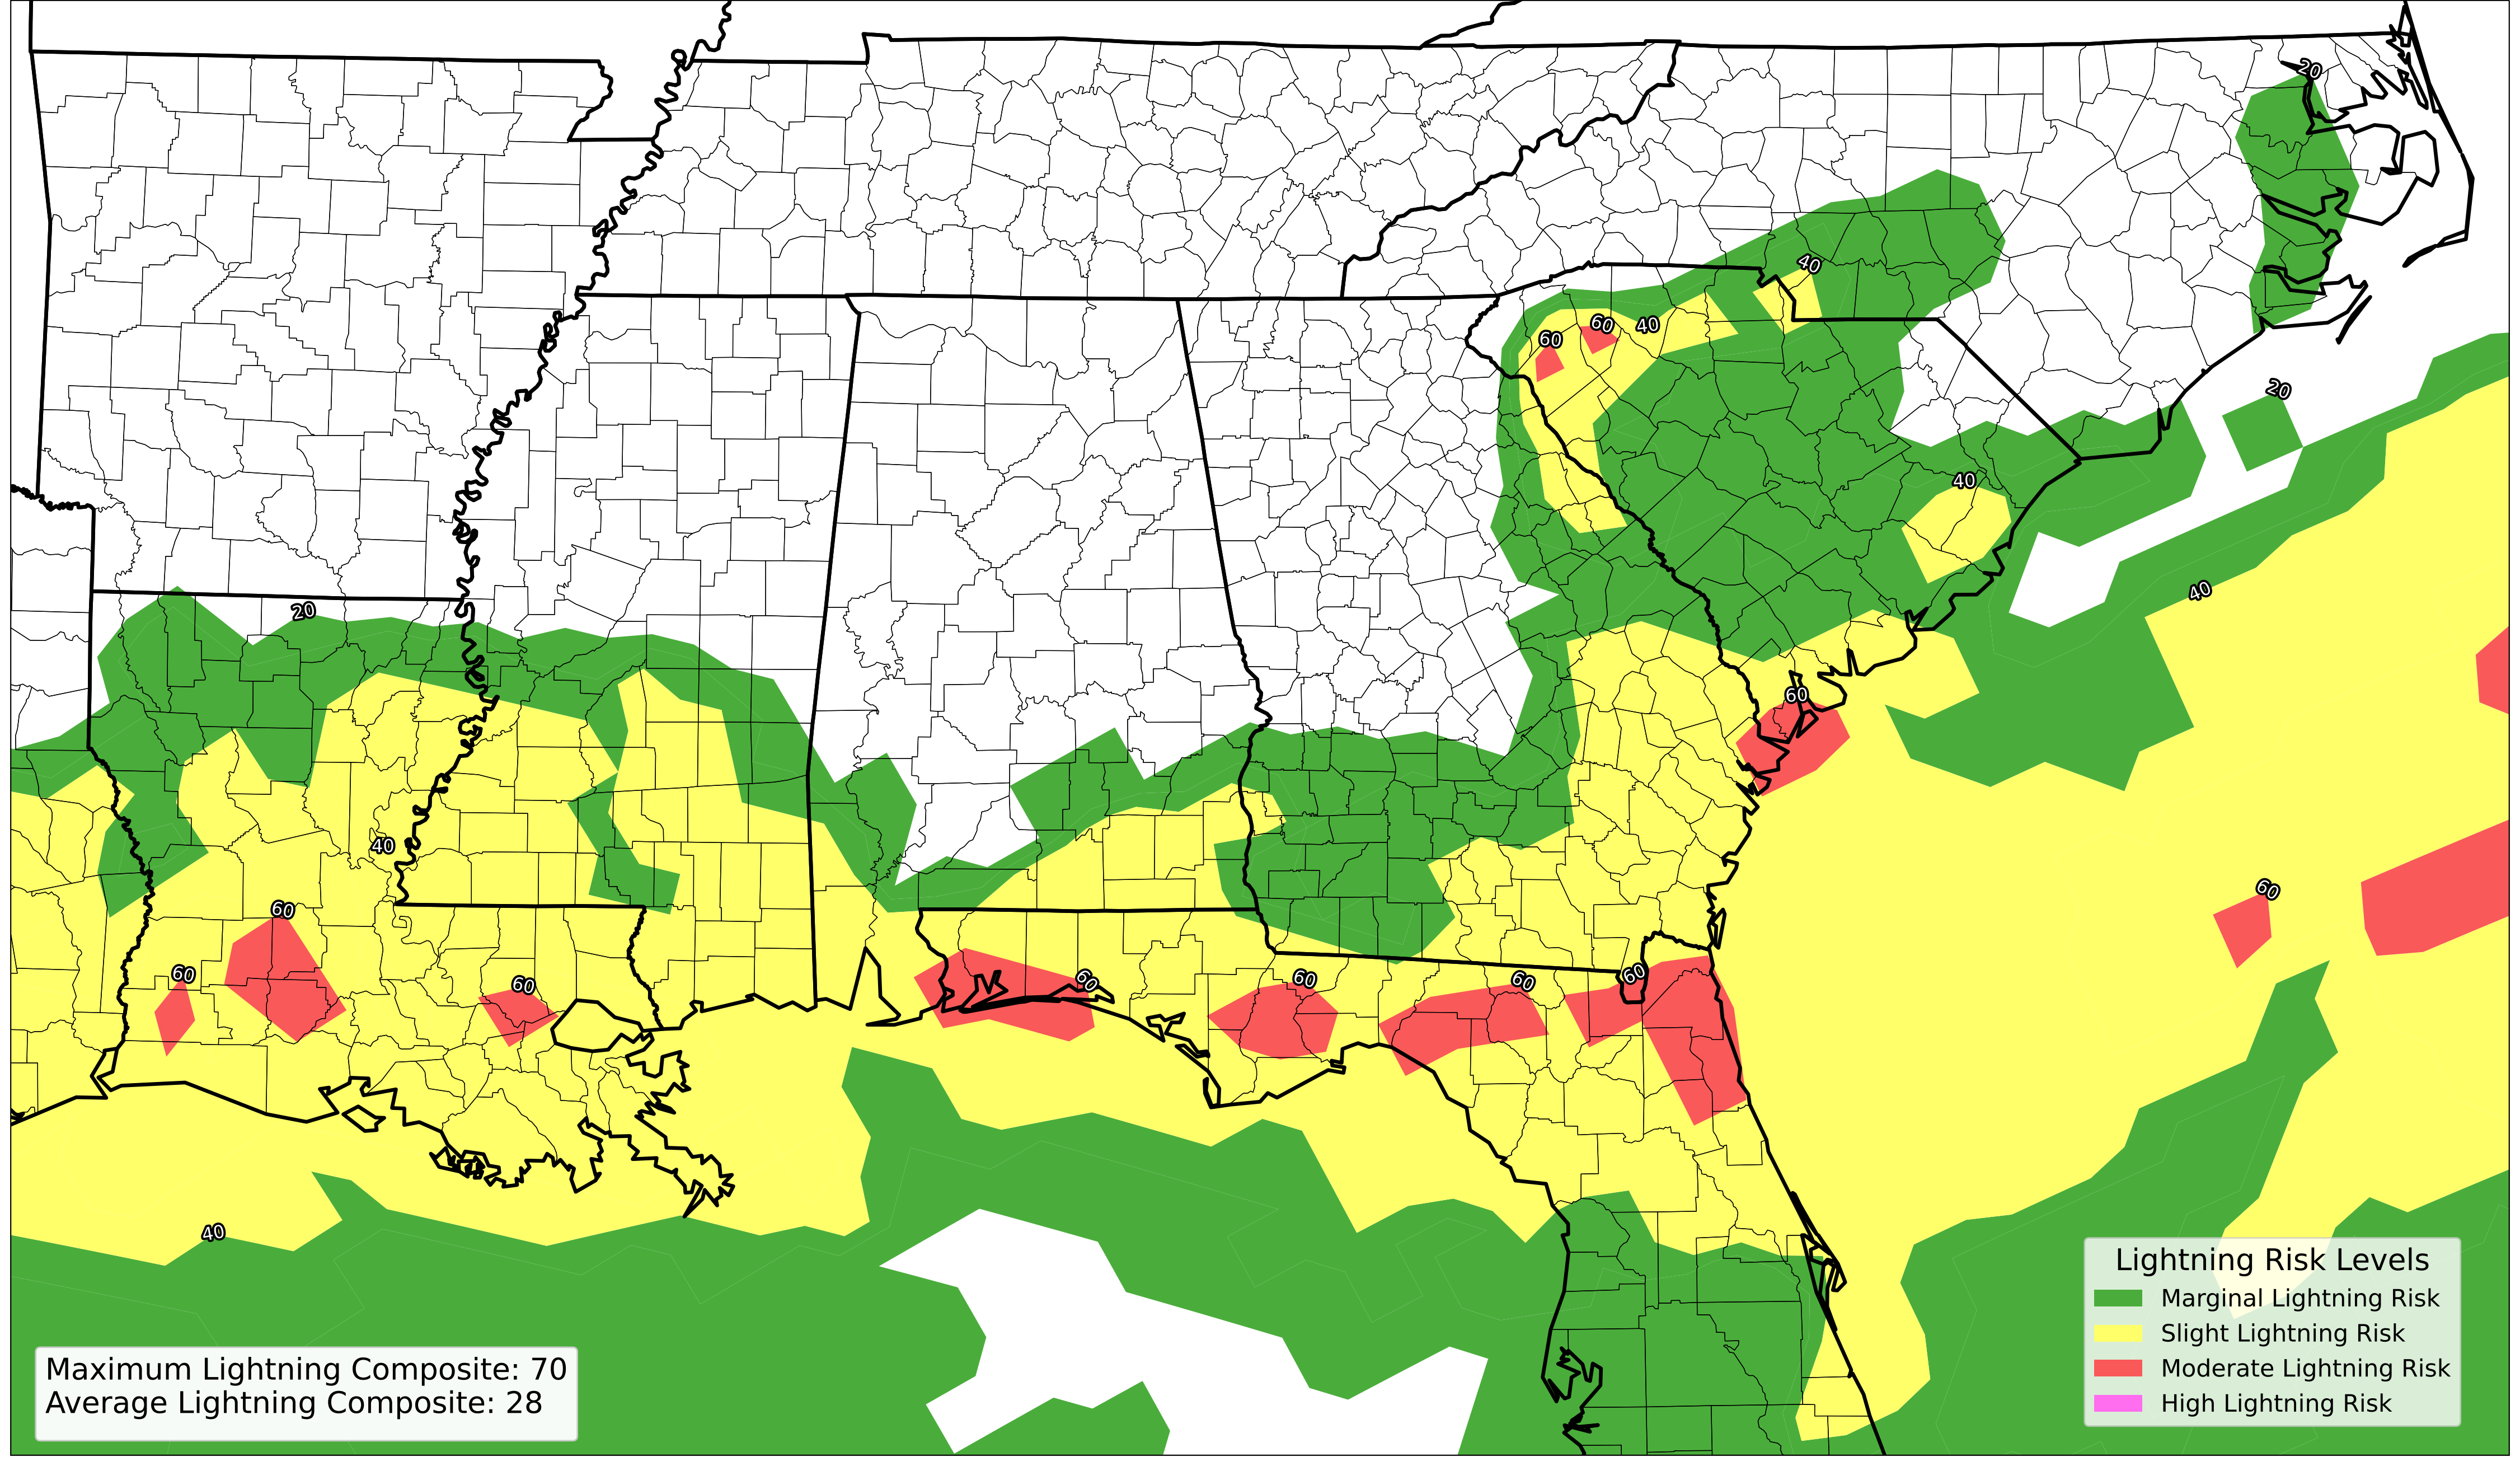 20
40
60
60
40
20
40
20
40
60
40
60
60
60
60
60
60
60
60
40
Lightning Risk Levels
Marginal Lightning Risk
Slight Lightning Risk
Moderate Lightning Risk
High Lightning Risk
Maximum Lightning Composite: 70
Average Lightning Composite: 28